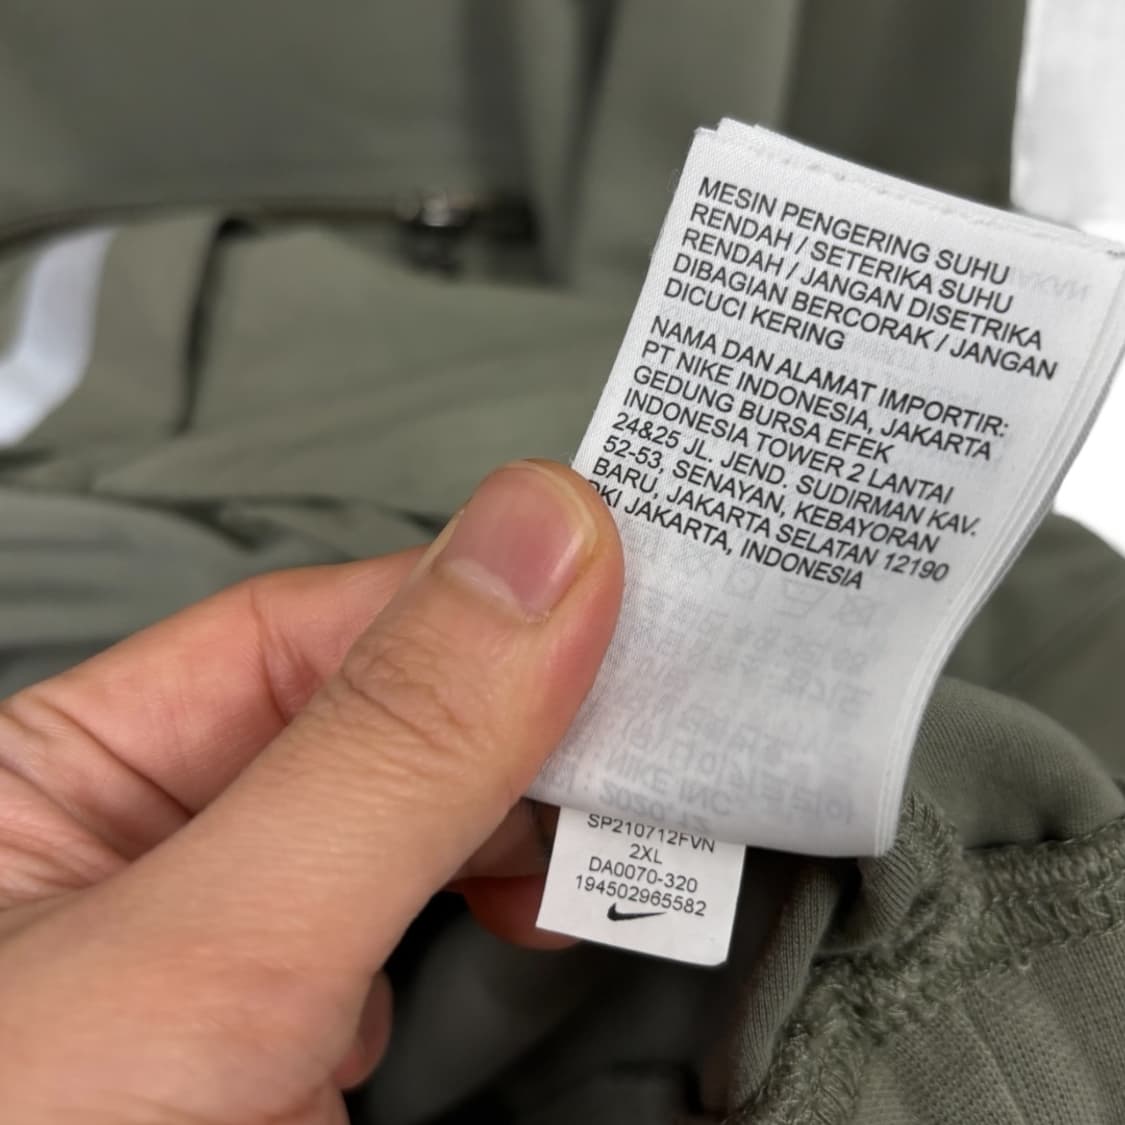 MESIN PENGERING SUHU
RENDAH / SETERIKA SUHU
RENDAH / JANGAN DISETRIKA
DIBAGIAN BERCORAK / JANGAN
DICUCI KERING
NAMA DAN ALAMAT IMPORTIR:
PT NIKE INDONESIA, JAKARTA
GEDUNG BURSA EFEK
INDONESIA TOWER 2 LANTAI
24&25 JL. JEND. SUDIRMAN KAV.
52-53, SENAYAN, KEBAYORAN
BARU, JAKARTA SELATAN 12190
DKI JAKARTA, INDONESIA
SP210712FVN
2XL
DA0070-320
194502965582